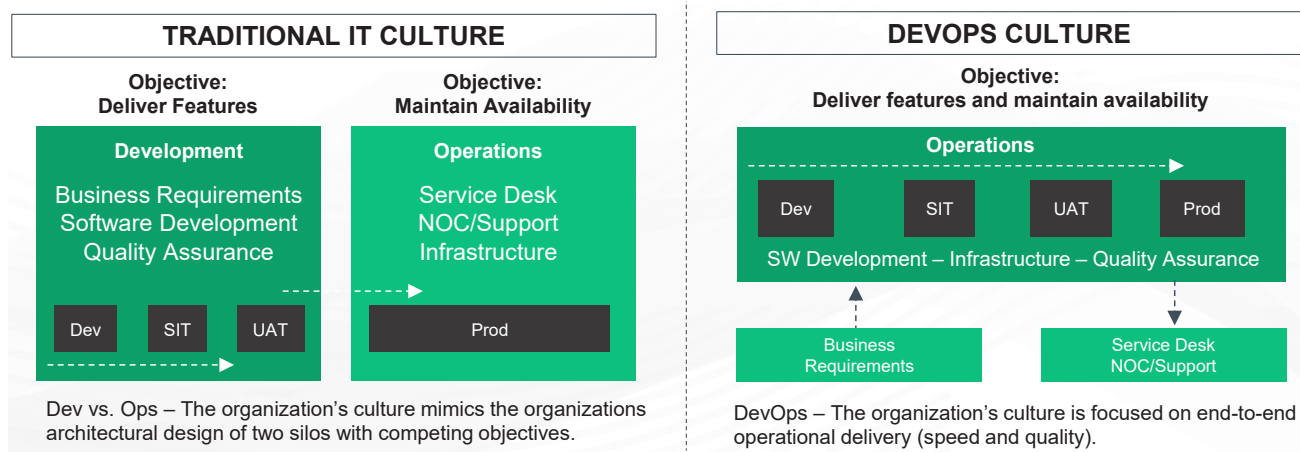 TRADITIONAL IT CULTURE
Objective:
Deliver Features
Objective:
Maintain Availability
Development
Business Requirements
Software Development
Quality Assurance
Dev
SIT
UAT
Operations
Service Desk
NOC/Support
Infrastructure
Prod
Dev vs. Ops – The organization's culture mimics the organizations
architectural design of two silos with competing objectives.
DEVOPS CULTURE
Objective:
Deliver features and maintain availability
Operations
Dev
SIT
UAT
Prod
SW Development – Infrastructure – Quality Assurance
Business
Requirements
Service Desk
NOC/Support
DevOps – The organization's culture is focused on end-to-end
operational delivery (speed and quality).